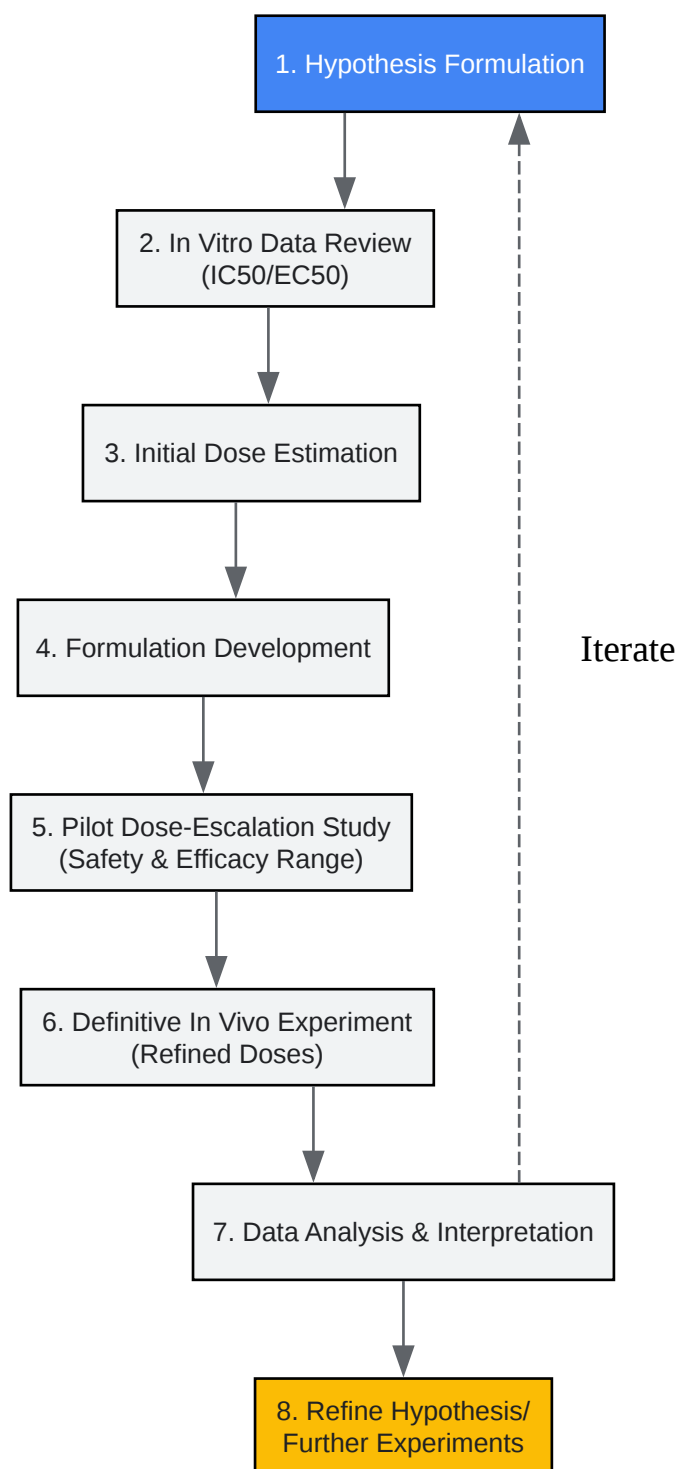 1. Hypothesis Formulation
2. In Vitro Data Review
(IC50/EC50)
3. Initial Dose Estimation
4. Formulation Development
Iterate
5. Pilot Dose-Escalation Study
(Safety & Efficacy Range)
6. Definitive In Vivo Experiment
(Refined Doses)
7. Data Analysis & Interpretation
8. Refine Hypothesis/
Further Experiments